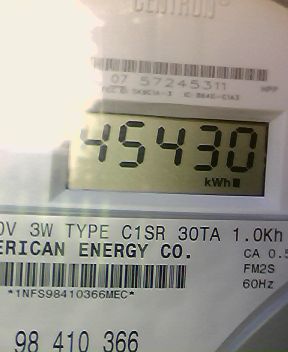 CENTRON
07 57245311
45430
kWh
0V 3W TYPE C1SR 30TA 1.0Kh
ERICAN ENERGY CO.
CA 0.5
FM2S
60Hz
*1NFS98410366MEC*
98 410 366